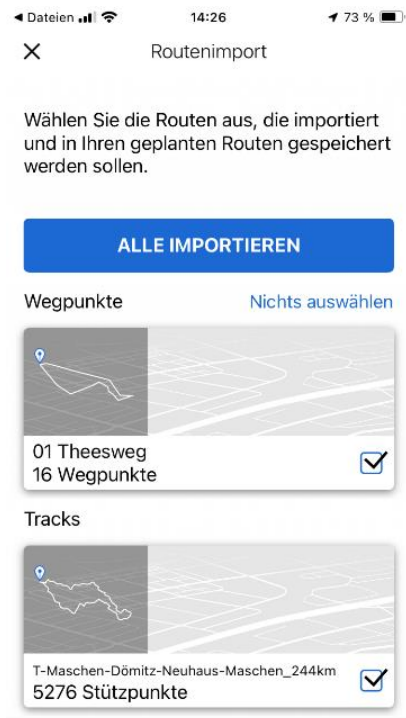 Dateien 14:26 73 %
Routenimport
Wählen Sie die Routen aus, die importiert
und in Ihren geplanten Routen gespeichert
werden sollen.
ALLE IMPORTIEREN
Wegpunkte Nichts auswählen
01 Theesweg
16 Wegpunkte
Tracks
T-Maschen-Dömitz-Neuhaus-Maschen_244km
5276 Stützpunkte